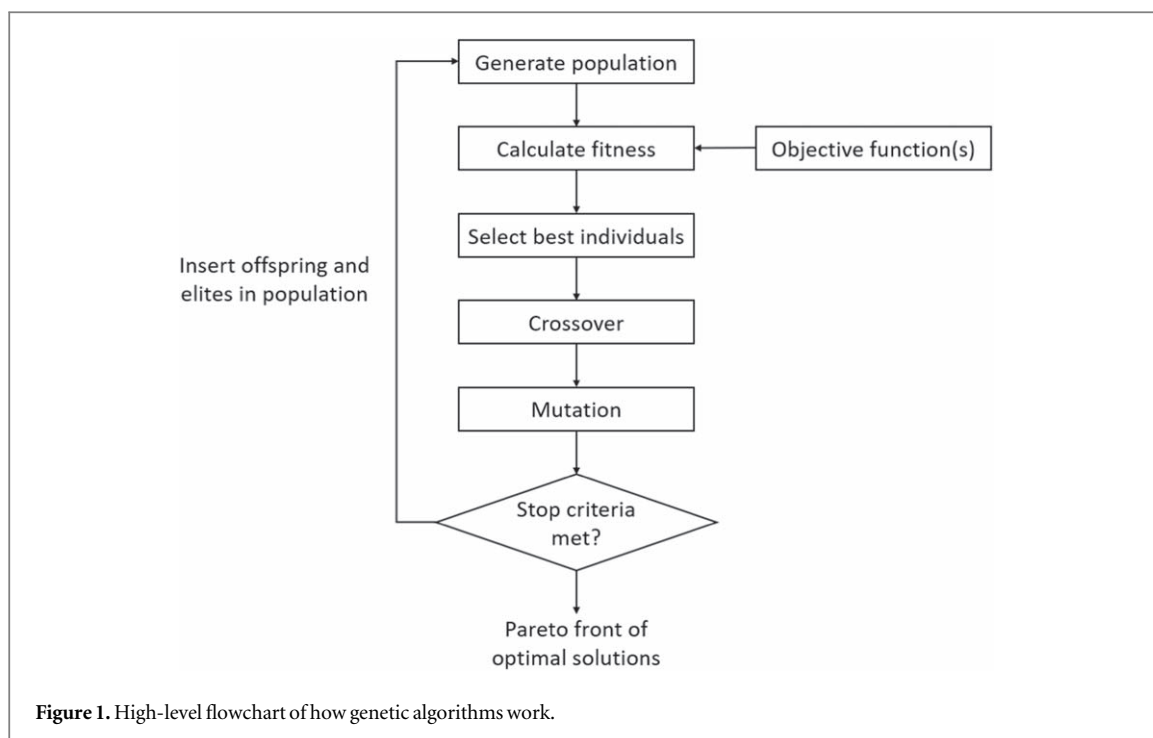 Generate population
Calculate fitness
Objective function(s)
Select best individuals
Insert offspring and
elites in population
Crossover
Mutation
Stop criteria
met?
Pareto front of
optimal solutions
Figure 1. High-level flowchart of how genetic algorithms work.